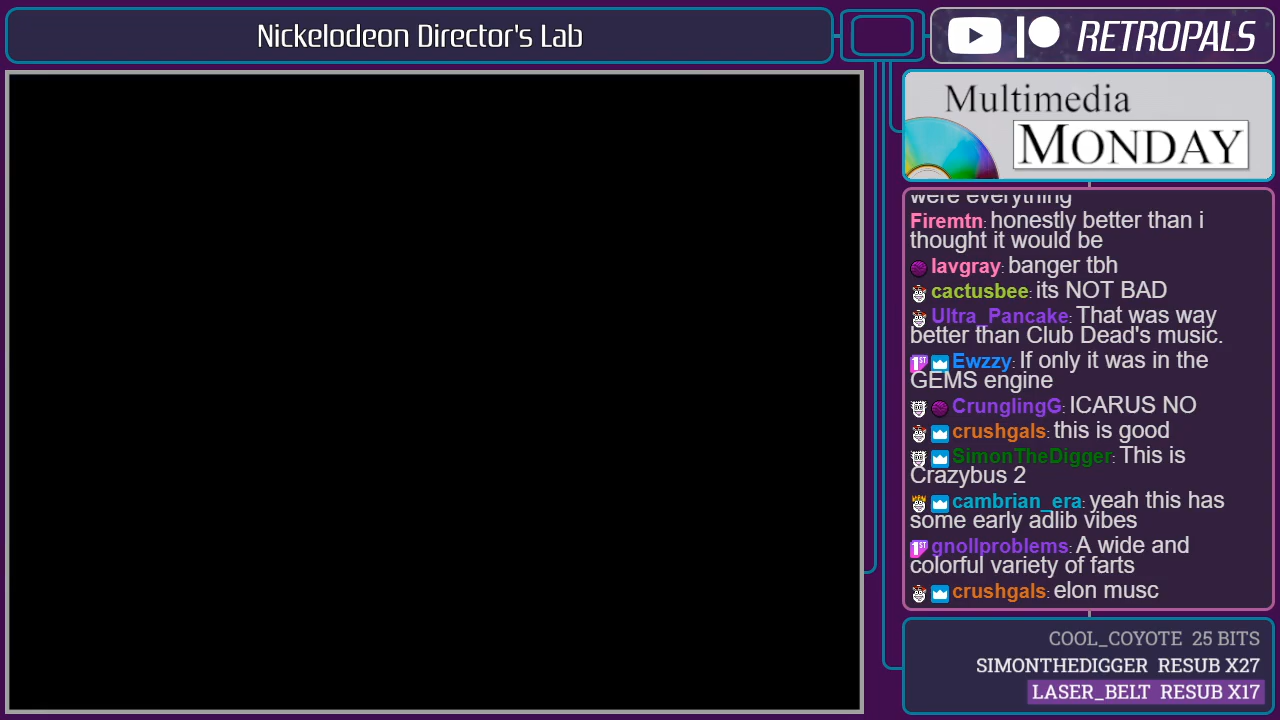 Nickelodeon Director's Lab
RETROPALS
Multimedia
MONDAY
were everything
Firemtn: honestly better than i
thought it would be
lavgray: banger tbh
cactusbee: its NOT BAD
Ultra_Pancake: That was way
better than Club Dead's music.
1ST Ewzzy: If only it was in the
GEMS engine
CrunglingG: ICARUS NO
crushgals: this is good
SimonTheDigger: This is
Crazybus 2
cambrian_era: yeah this has
some early adlib vibes
1ST gnollproblems: A wide and
colorful variety of farts
crushgals: elon musc
COOL_COYOTE 25 BITS
SIMONTHEDIGGER RESUB X27
LASER_BELT RESUB X17